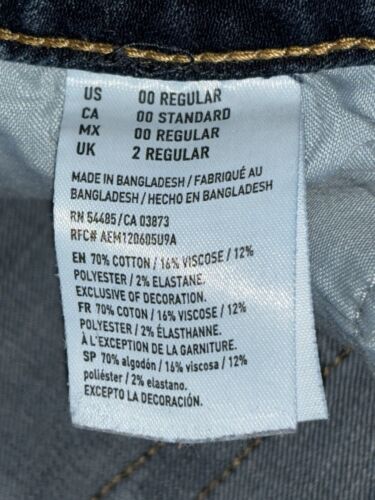 US 00 REGULAR
CA 00 STANDARD
MX 00 REGULAR
UK 2 REGULAR
MADE IN BANGLADESH / FABRIQUÉ AU
BANGLADESH / HECHO EN BANGLADESH
RN 54485/CA 03873
RFC# AEM120605U9A
EN 70% COTTON / 16% VISCOSE / 12%
POLYESTER / 2% ELASTANE.
EXCLUSIVE OF DECORATION.
FR 70% COTON / 16% VISCOSE / 12%
POLYESTER / 2% ÉLASTHANNE.
À L'EXCEPTION DE LA GARNITURE.
SP 70% algodón / 16% viscosa / 12%
poliéster / 2% elastano.
EXCEPTO LA DECORACIÓN.